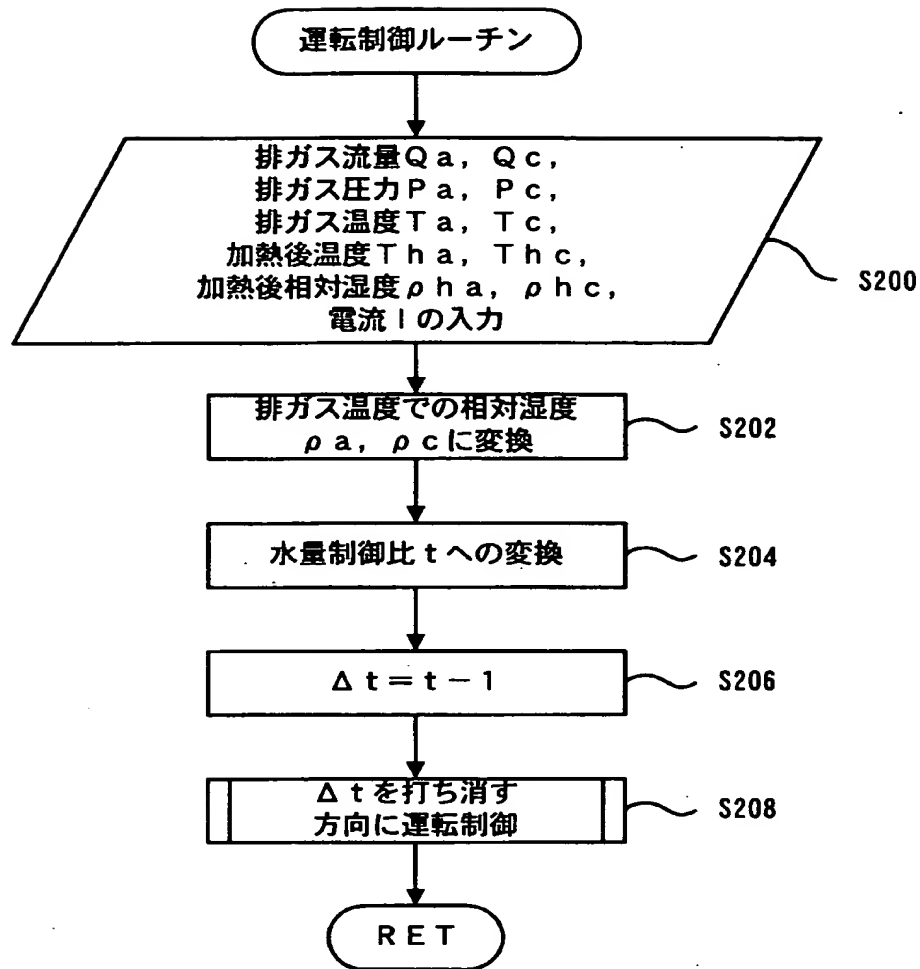 運転制御ルーチン
排ガス流量Qa, Qc,
排ガス圧力Pa, Pc,
排ガス温度Ta, Tc,
加熱後温度Tha, Thc,
加熱後相対湿度ρha, ρhc,
電流Iの入力
S200
排ガス温度での相対湿度
ρa, ρcに変換
S202
水量制御比tへの変換
S204
Δt=t-1
S206
Δtを打ち消す
方向に運転制御
S208
RET